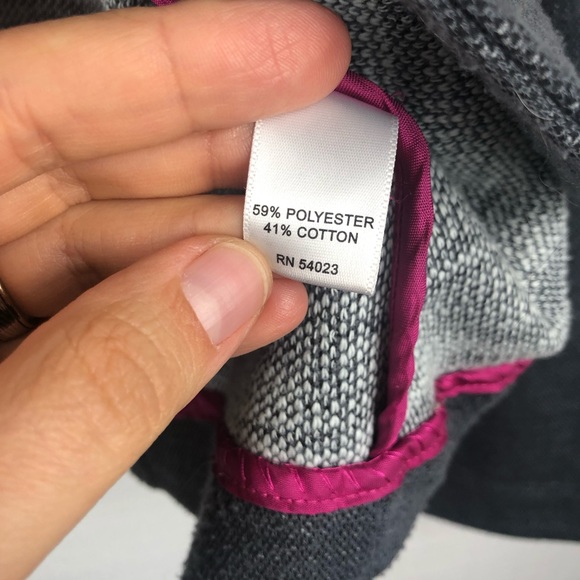 59% POLYESTER
41% COTTON
RN 54023